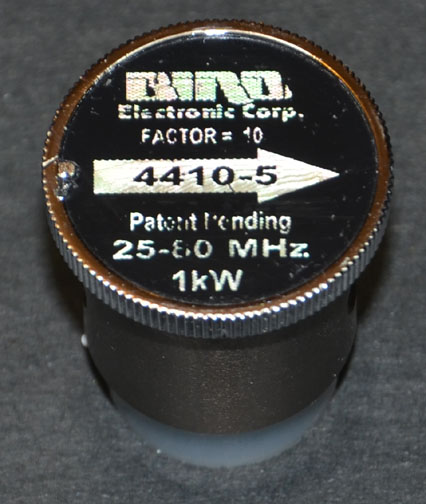 BIRD
Electronic Corp.
FACTOR = 10
4410-5
Patent Pending
25-80 MHz
1kW